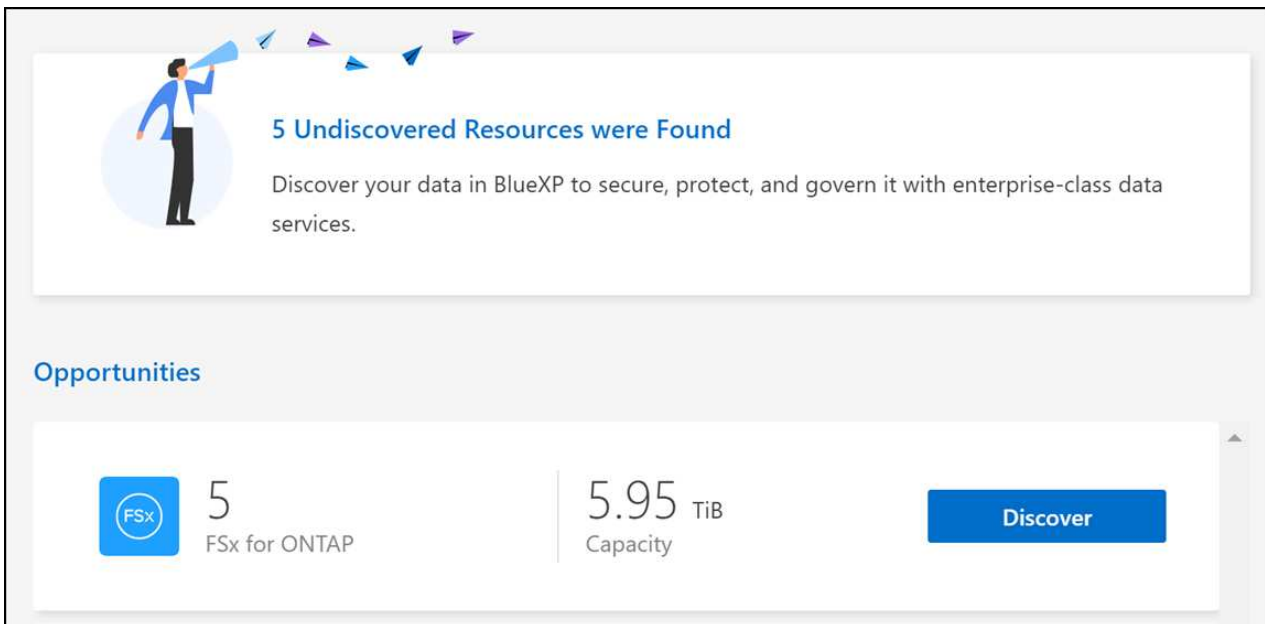 5 Undiscovered Resources were Found
Discover your data in BlueXP to secure, protect, and govern it with enterprise-class data
services.
Opportunities
FSx
5
FSx for ONTAP
5.95 TiB
Capacity
Discover